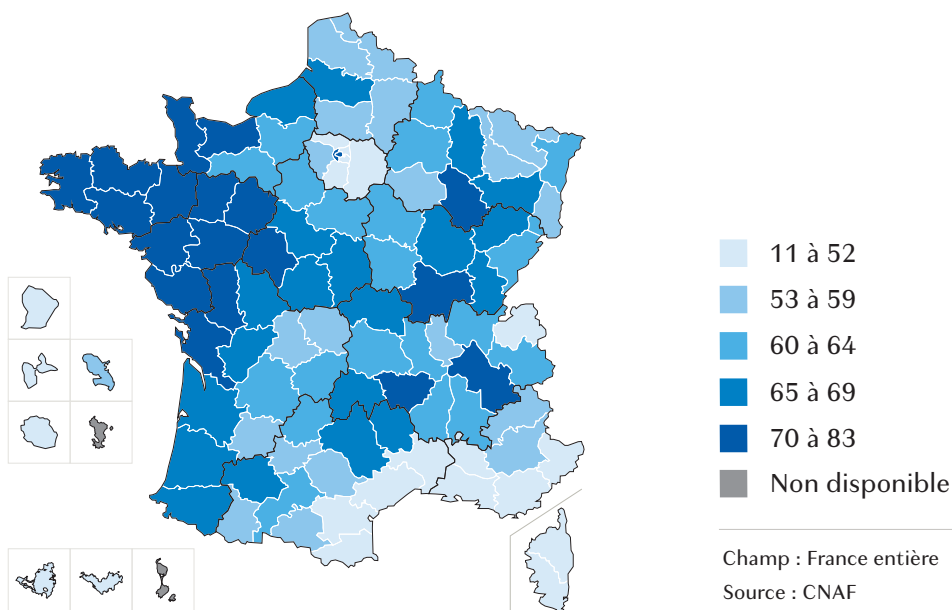 11 à 52
53 à 59
60 à 64
65 à 69
70 à 83
Non disponible
Champ : France entière
Source : CNAF